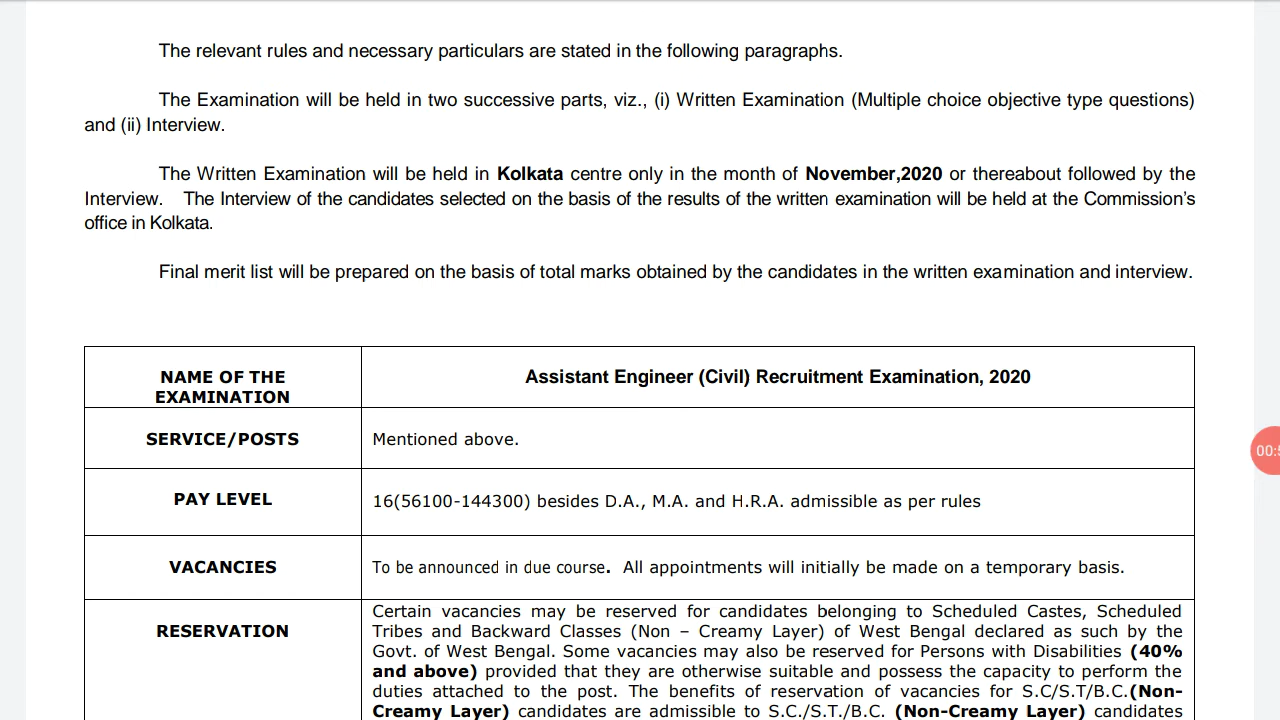 The relevant rules and necessary particulars are stated in the following paragraphs.
The Examination will be held in two successive parts, viz., (i) Written Examination (Multiple choice objective type questions)
and (ii) Interview.
The Written Examination will be held in Kolkata centre only in the month of November,2020 or thereabout followed by the
Interview. The Interview of the candidates selected on the basis of the results of the written examination will be held at the Commission's
office in Kolkata.
Final merit list will be prepared on the basis of total marks obtained by the candidates in the written examination and interview.
NAME OF THE
EXAMINATION
Assistant Engineer (Civil) Recruitment Examination, 2020
SERVICE/POSTS
Mentioned above.
PAY LEVEL
16(56100-144300) besides D.A., M.A. and H.R.A. admissible as per rules
VACANCIES
To be announced in due course. All appointments will initially be made on a temporary basis.
RESERVATION
Certain vacancies may be reserved for candidates belonging to Scheduled Castes, Scheduled
Tribes and Backward Classes (Non – Creamy Layer) of West Bengal declared as such by the
Govt. of West Bengal. Some vacancies may also be reserved for Persons with Disabilities (40%
and above) provided that they are otherwise suitable and possess the capacity to perform the
duties attached to the post. The benefits of reservation of vacancies for S.C/S.T/B.C.(Non-
Creamy Layer) candidates are admissible to S.C./S.T./B.C. (Non-Creamy Layer) candidates